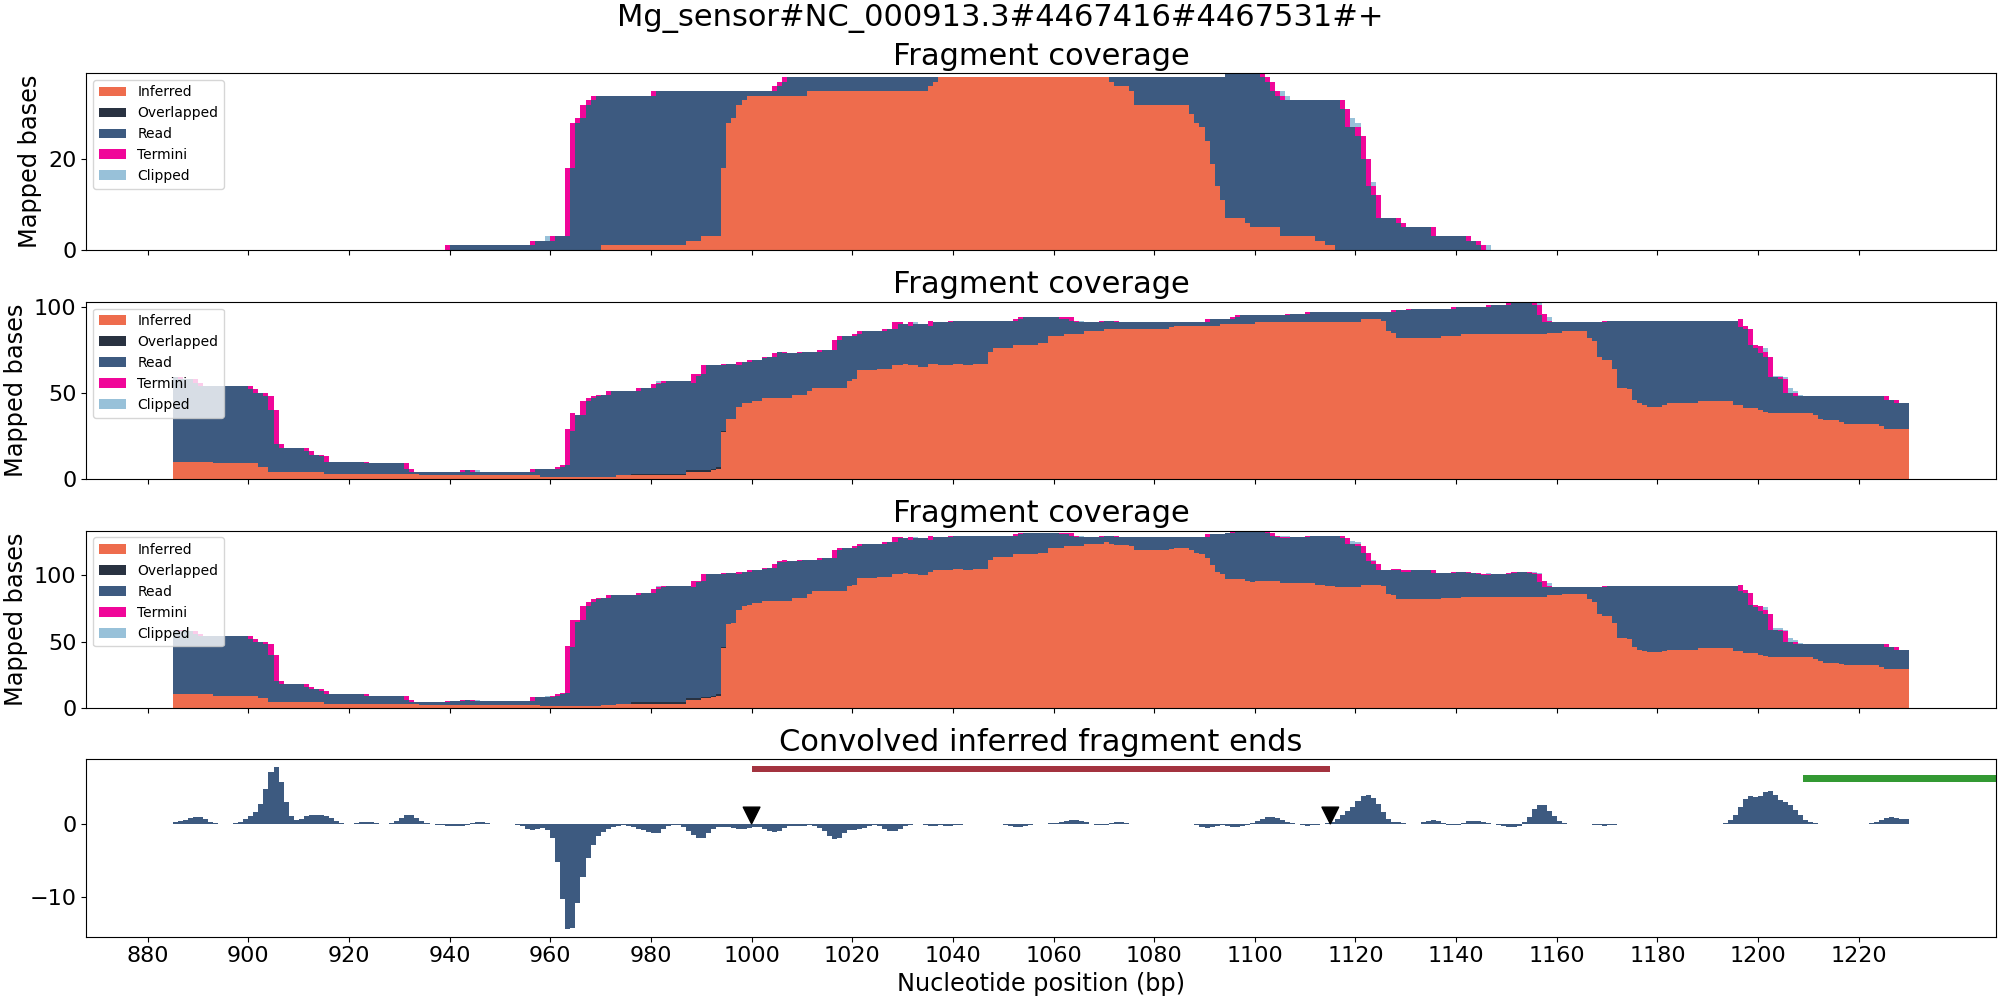 Mg_sensor#NC_000913.3#4467416#4467531#+
Fragment coverage
Mapped bases
20
0
Inferred
Overlapped
Read
Termini
Clipped
Fragment coverage
Mapped bases
100
50
0
Inferred
Overlapped
Read
Termini
Clipped
Fragment coverage
Mapped bases
100
50
0
Inferred
Overlapped
Read
Termini
Clipped
Convolved inferred fragment ends
0
−10
880 900 920 940 960 980 1000 1020 1040 1060 1080 1100 1120 1140 1160 1180 1200 1220
Nucleotide position (bp)